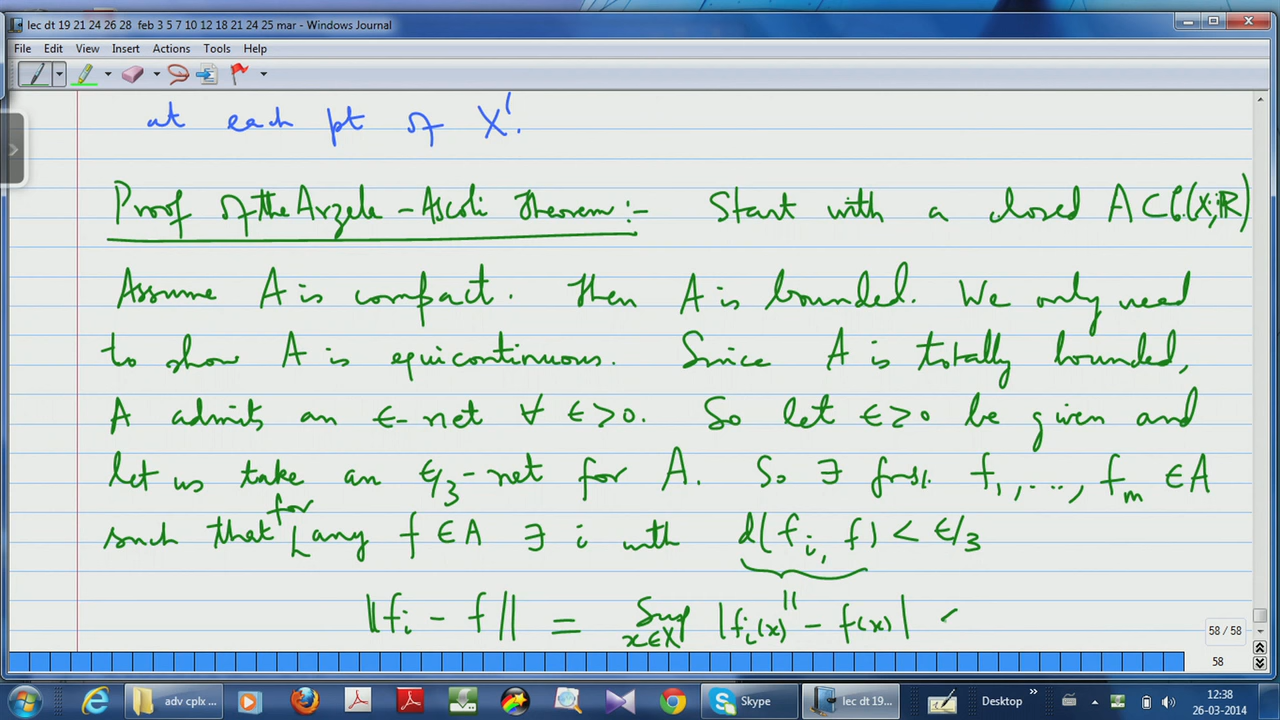 lec dt 19 21 24 26 28 feb 3 5 7 10 12 18 21 24 25 mar - Windows Journal
File Edit View Insert Actions Tools Help
at each pt of X'.
Proof of the Arzela-Ascoli Theorem:- Start with a closed A ⊂ C(X;ℝ)
Assume A is compact. Then A is bounded. We only need
to show A is equicontinuous. Since A is totally bounded,
A admits an ε-net ∀ ε>0. So let ε>0 be given and
let us take an ε/3-net for A. So ∃ fns. f₁, ..., fₘ ∈ A
such that for any f ∈ A ∃ i with d(fᵢ, f) < ε/3
||
‖fᵢ - f‖ = Sup x∈X |fᵢ(x) - f(x)| <
58 / 58
58
adv cplx ...
Skype
lec dt 19...
Desktop
12:38
26-03-2014